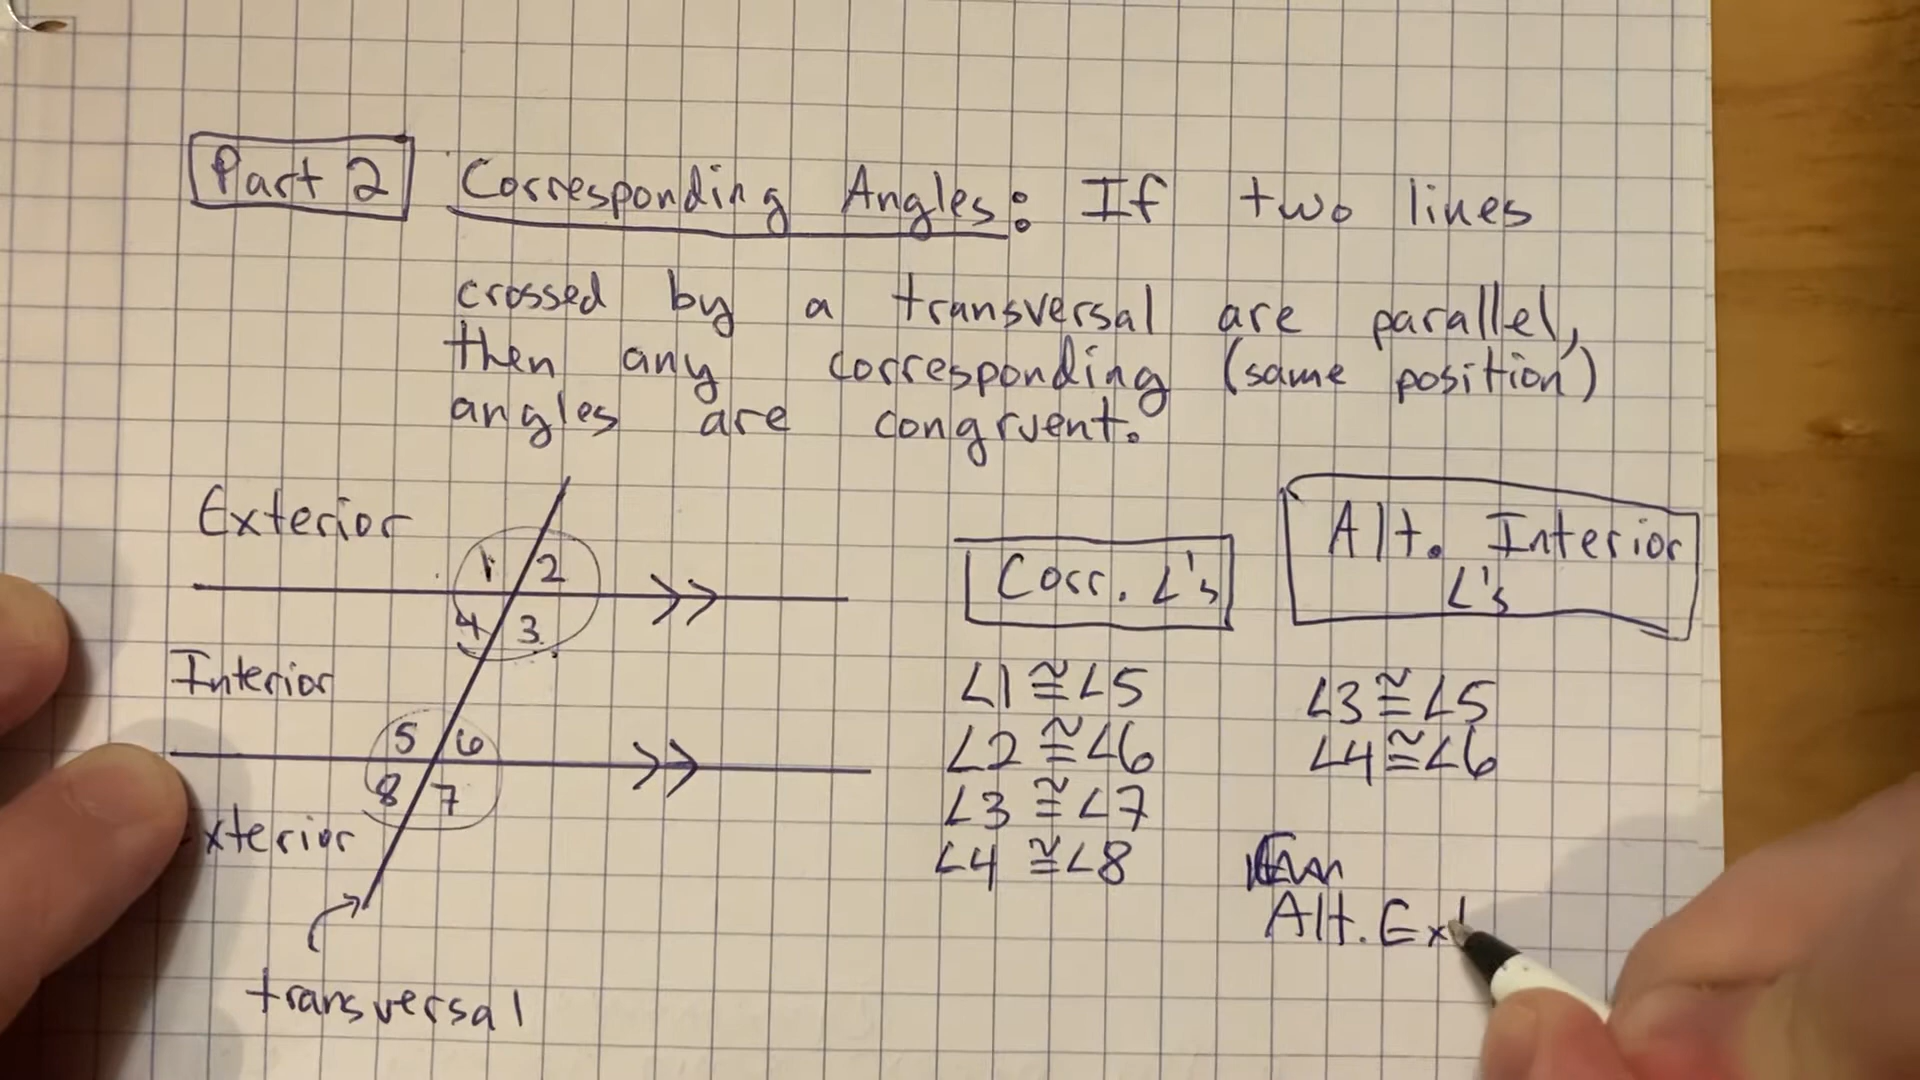 Part 2 Corresponding Angles: If two lines
crossed by a transversal are parallel,
then any corresponding (same position)
angles are congruent.
Exterior
1 2
4 3
Interior
5 6
8 7
xterior
transversal
Corr. ∠'s
∠1≅∠5
∠2≅∠6
∠3≅∠7
∠4≅∠8
Alt. Interior
∠'s
∠3≅∠5
∠4≅∠6
Alt. Ext